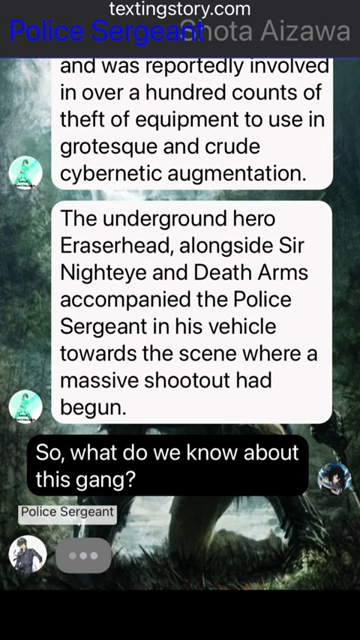 textingstory.com
Police Sergeant Shota Aizawa
and was reportedly involved
in over a hundred counts of
theft of equipment to use in
grotesque and crude
cybernetic augmentation.
The underground hero
Eraserhead, alongside Sir
Nighteye and Death Arms
accompanied the Police
Sergeant in his vehicle
towards the scene where a
massive shootout had
begun.
So, what do we know about
this gang?
Police Sergeant